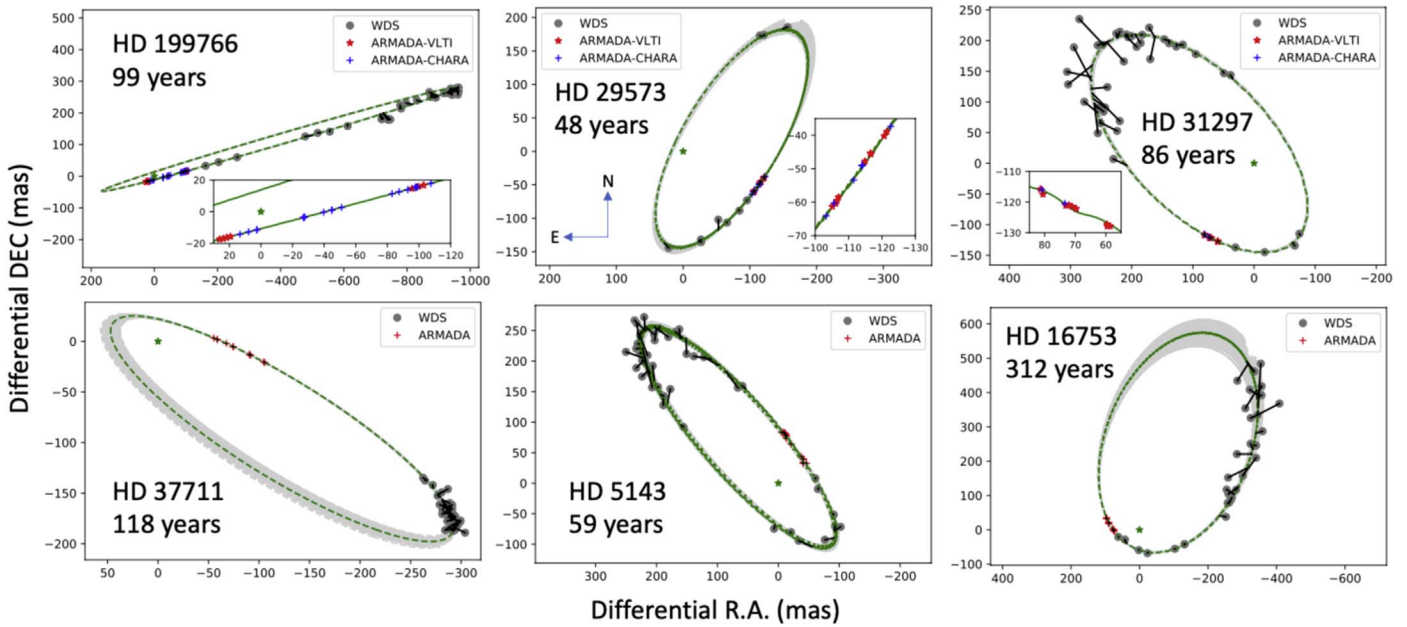 Differential DEC (mas)
HD 199766
99 years
WDS
ARMADA-VLTI
ARMADA-CHARA
500
400
300
200
100
0
−100
−200
20
0
−20
20 0 −20 −40 −60 −80 −100 −120
200 0 −200 −400 −600 −800 −1000
WDS
ARMADA-VLTI
ARMADA-CHARA
HD 29573
48 years
N
E
200
150
100
50
0
−50
−100
−150
−40
−50
−60
−70
−100 −110 −120 −130
200 100 0 −100 −200 −300
WDS
ARMADA-VLTI
ARMADA-CHARA
HD 31297
86 years
250
200
150
100
50
0
−50
−100
−150
−110
−120
−130
80 70 60
400 300 200 100 0 −100 −200
WDS
ARMADA
HD 37711
118 years
0
−50
−100
−150
−200
50 0 −50 −100 −150 −200 −250 −300
WDS
ARMADA
HD 5143
59 years
250
200
150
100
50
0
−50
−100
300 200 100 0 −100 −200
HD 16753
312 years
WDS
ARMADA
600
500
400
300
200
100
0
−100
400 200 0 −200 −400 −600
Differential R.A. (mas)